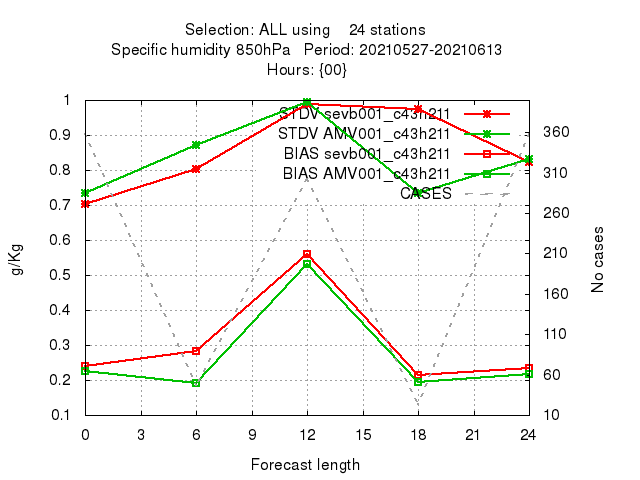 Selection: ALL using    24 stations
Specific humidity 850hPa   Period: 20210527-20210613
Hours: {00}
STDV sevb001_c43h211
STDV AMV001_c43h211
BIAS sevb001_c43h211
BIAS AMV001_c43h211
CASES
1
0.9
0.8
0.7
0.6
0.5
0.4
0.3
0.2
0.1
g/Kg
360
310
260
210
160
110
60
10
No cases
0 3 6 9 12 15 18 21 24
Forecast length